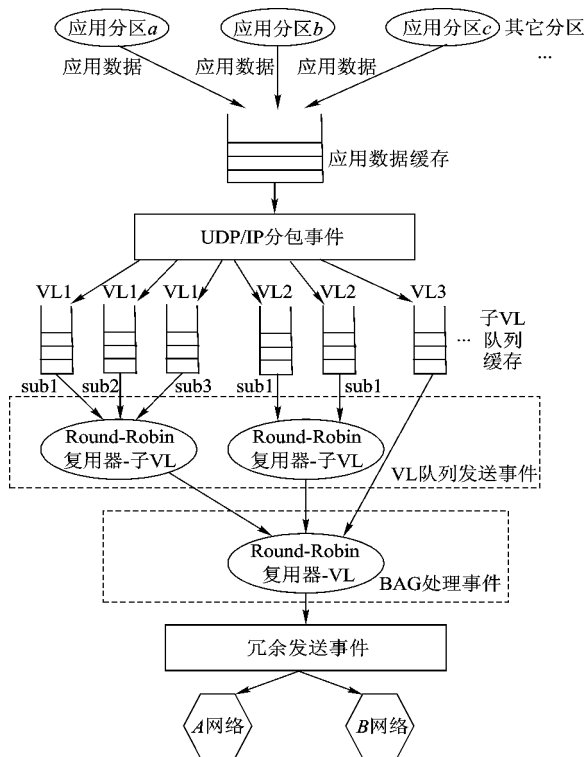 应用分区a 应用分区b 应用分区c 其它分区
...
应用数据 应用数据 应用数据
应用数据缓存
UDP/IP分包事件
VL1 VL1 VL1 VL2 VL2 VL3
... 子VL
队列
缓存
sub1 sub2 sub3 sub1 sub1
Round-Robin
复用器-子VL
Round-Robin
复用器-子VL
VL队列发送事件
Round-Robin
复用器-VL
BAG处理事件
冗余发送事件
A网络 B网络